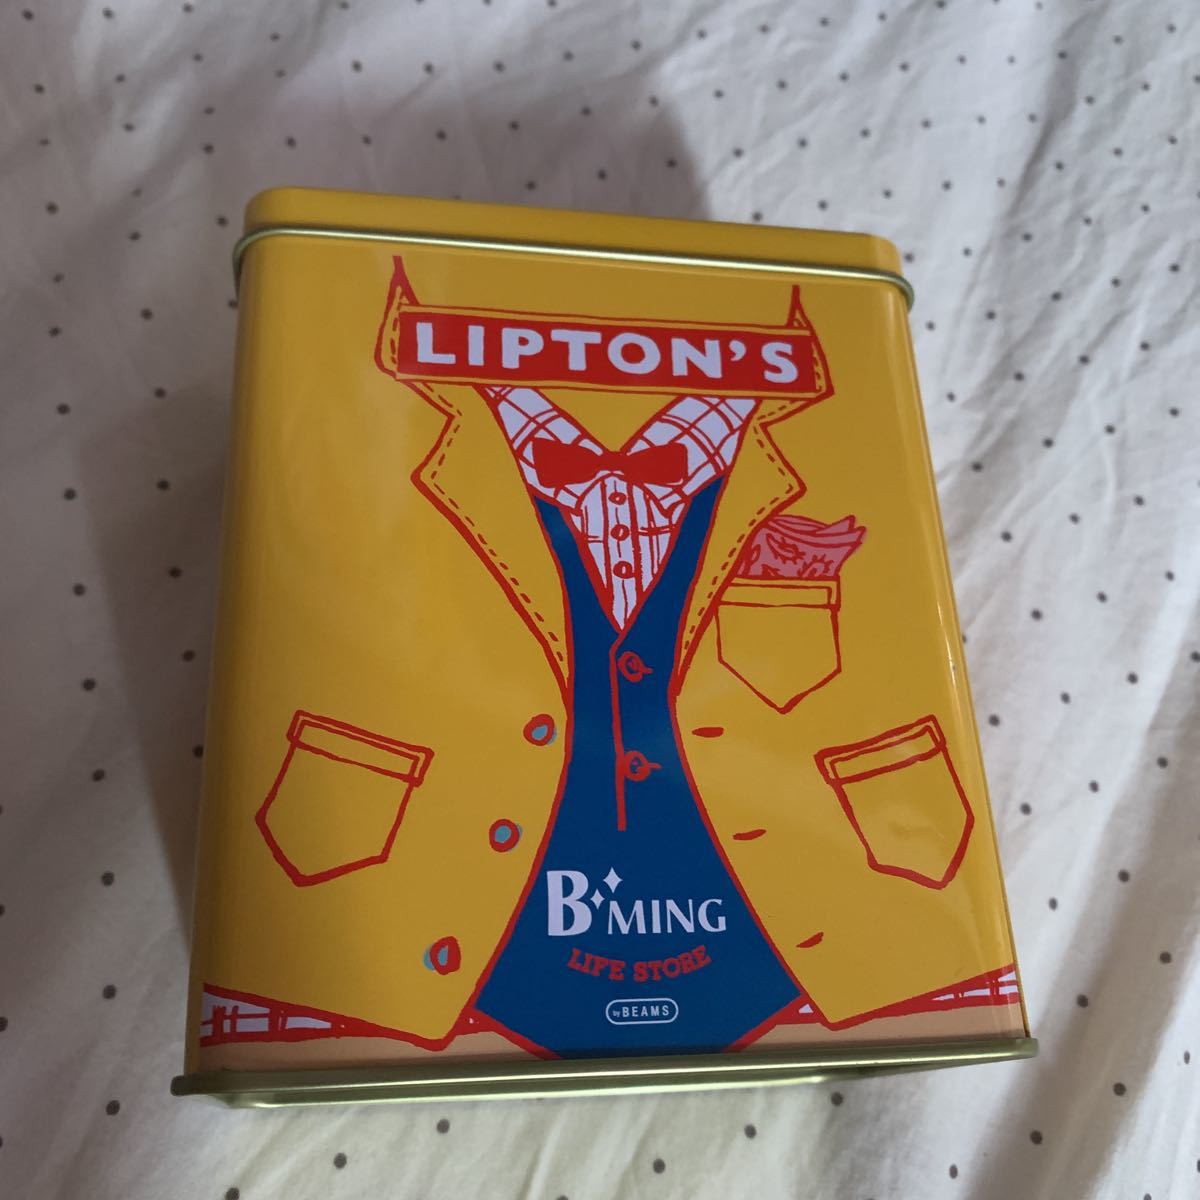 LIPTON'S
B MING
LIFE STORE
by BEAMS